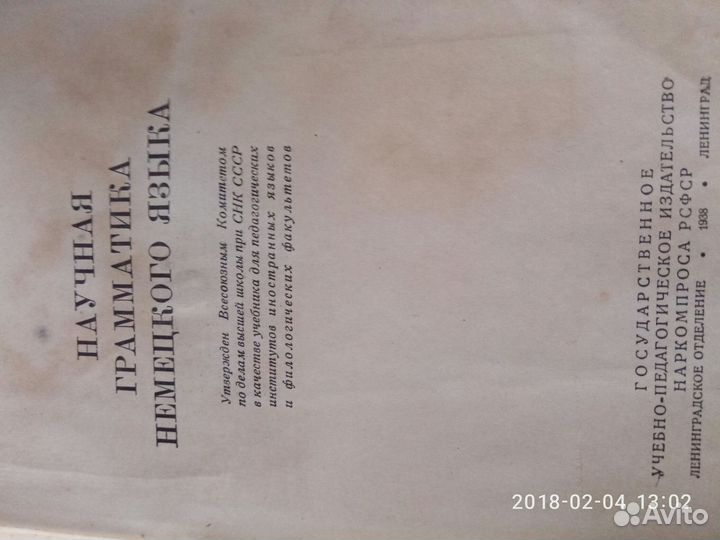 НАУЧНАЯ
ГРАММАТИКА
НЕМЕЦКОГО ЯЗЫКА
Утвержден Всесоюзным Комитетом
по делам высшей школы при СНК СССР
в качестве учебника для педагогических
институтов иностранных языков
и филологических факультетов
ГОСУДАРСТВЕННОЕ
УЧЕБНО-ПЕДАГОГИЧЕСКОЕ ИЗДАТЕЛЬСТВО
НАРКОМПРОСА РСФСР
ЛЕНИНГРАДСКОЕ ОТДЕЛЕНИЕ • 1938 • ЛЕНИНГРАД
2018-02-04 13:02
Avito